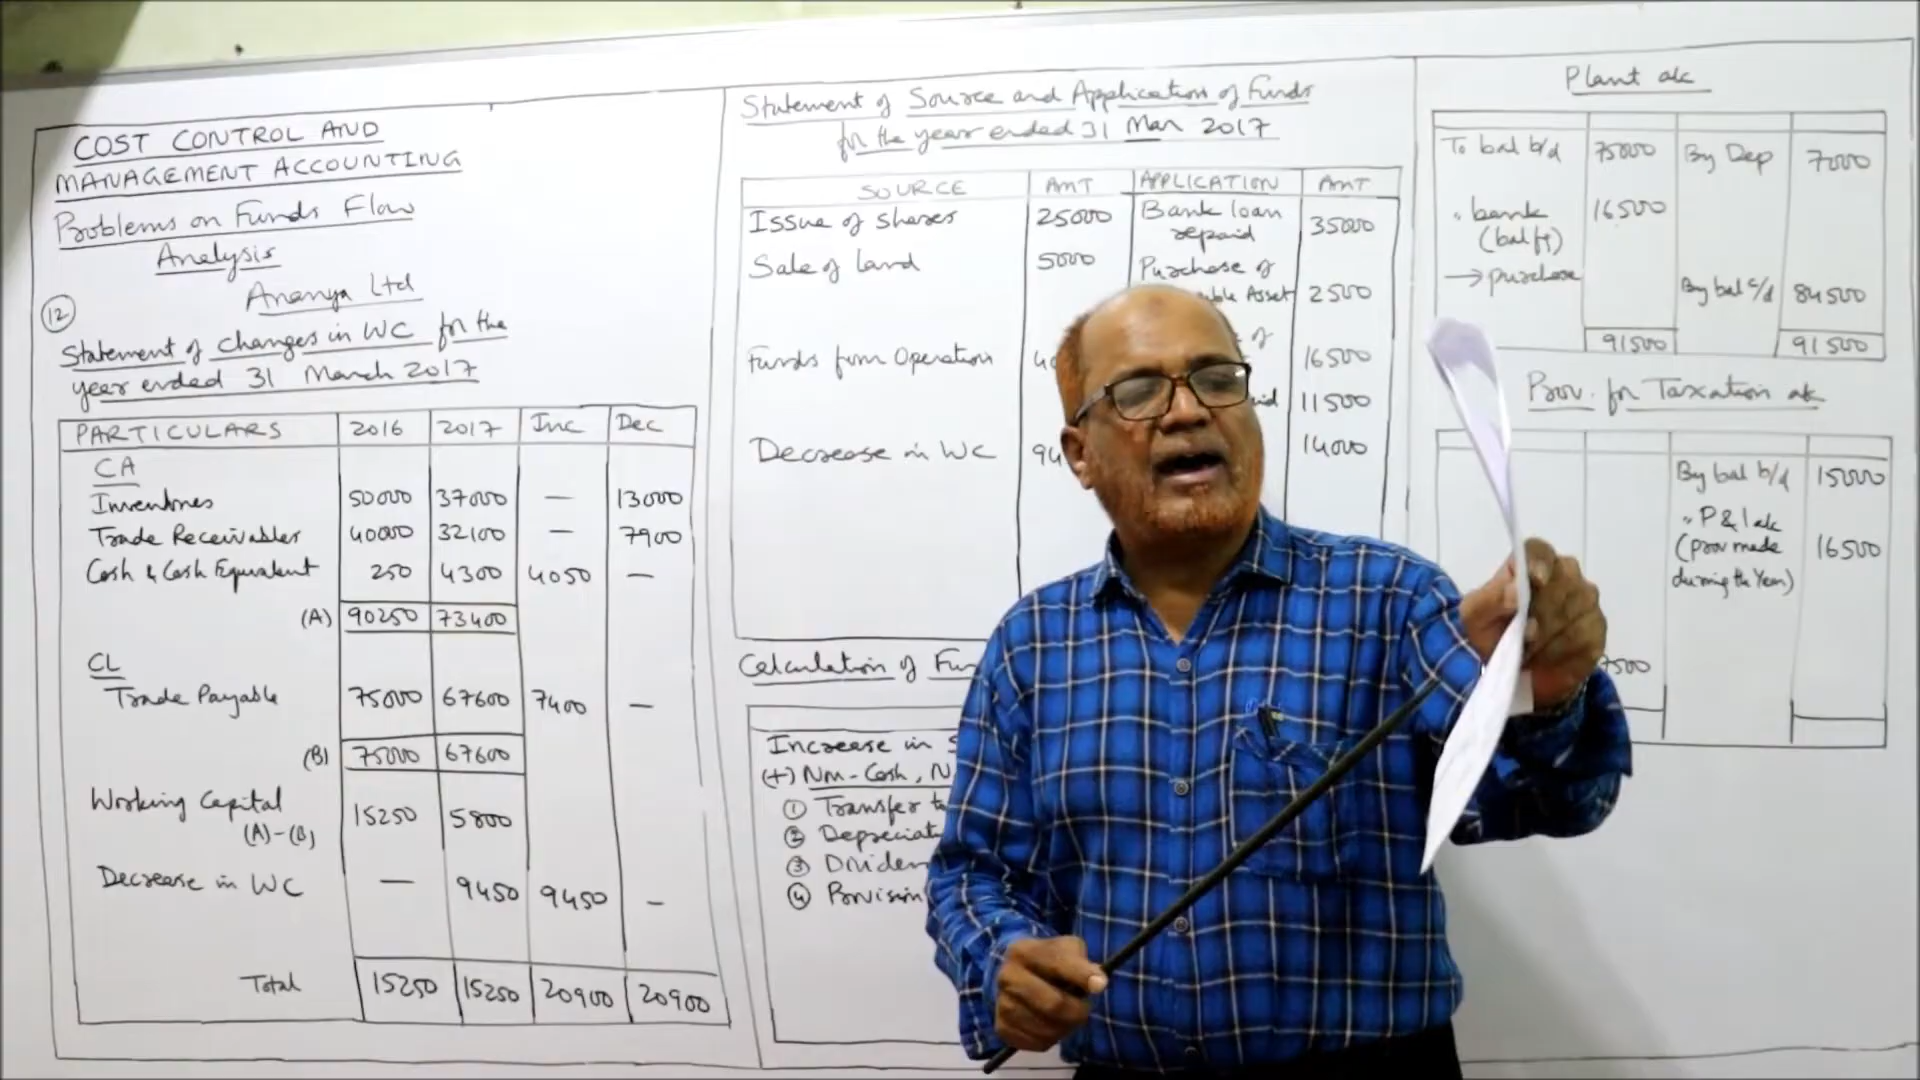 COST CONTROL AND
MANAGEMENT ACCOUNTING
Problems on Funds Flow
Analysis
Ananya Ltd
12
Statement of changes in WC for the
year ended 31 March 2017
PARTICULARS 2016 2017 Inc Dec
CA
Inventories 50000 37000 — 13000
Trade Receivables 40000 32100 — 7900
Cash & Cash Equivalent 250 4300 4050 —
(A) 90250 73400
CL
Trade Payable 75000 67600 7400 —
(B) 75000 67600
Working Capital 15250 5800
(A)-(B)
Decrease in WC — 9450 9450 —
Total 15250 15250 20900 20900
Statement of Source and Application of Funds
for the year ended 31 Mar 2017
SOURCE AMT APPLICATION AMT
Issue of shares 25000 Bank loan
repaid 35000
Sale of land 5000 Purchase of
Asset 2500
of
Funds from Operation 16500
11500
Decrease in WC 14000
Calculation of
Increase in
(+) Non-Cash,
① Transfer
②
③
④
Plant a/c
To bal b/d 75000 By Dep 7000
" bank 16500
(bal ft)
→ purchase
By bal c/d 84500
91500 91500
Prov. for Taxation a/c
By bal b/d 15000
" P&L a/c
(prov made 16500
during the Year)